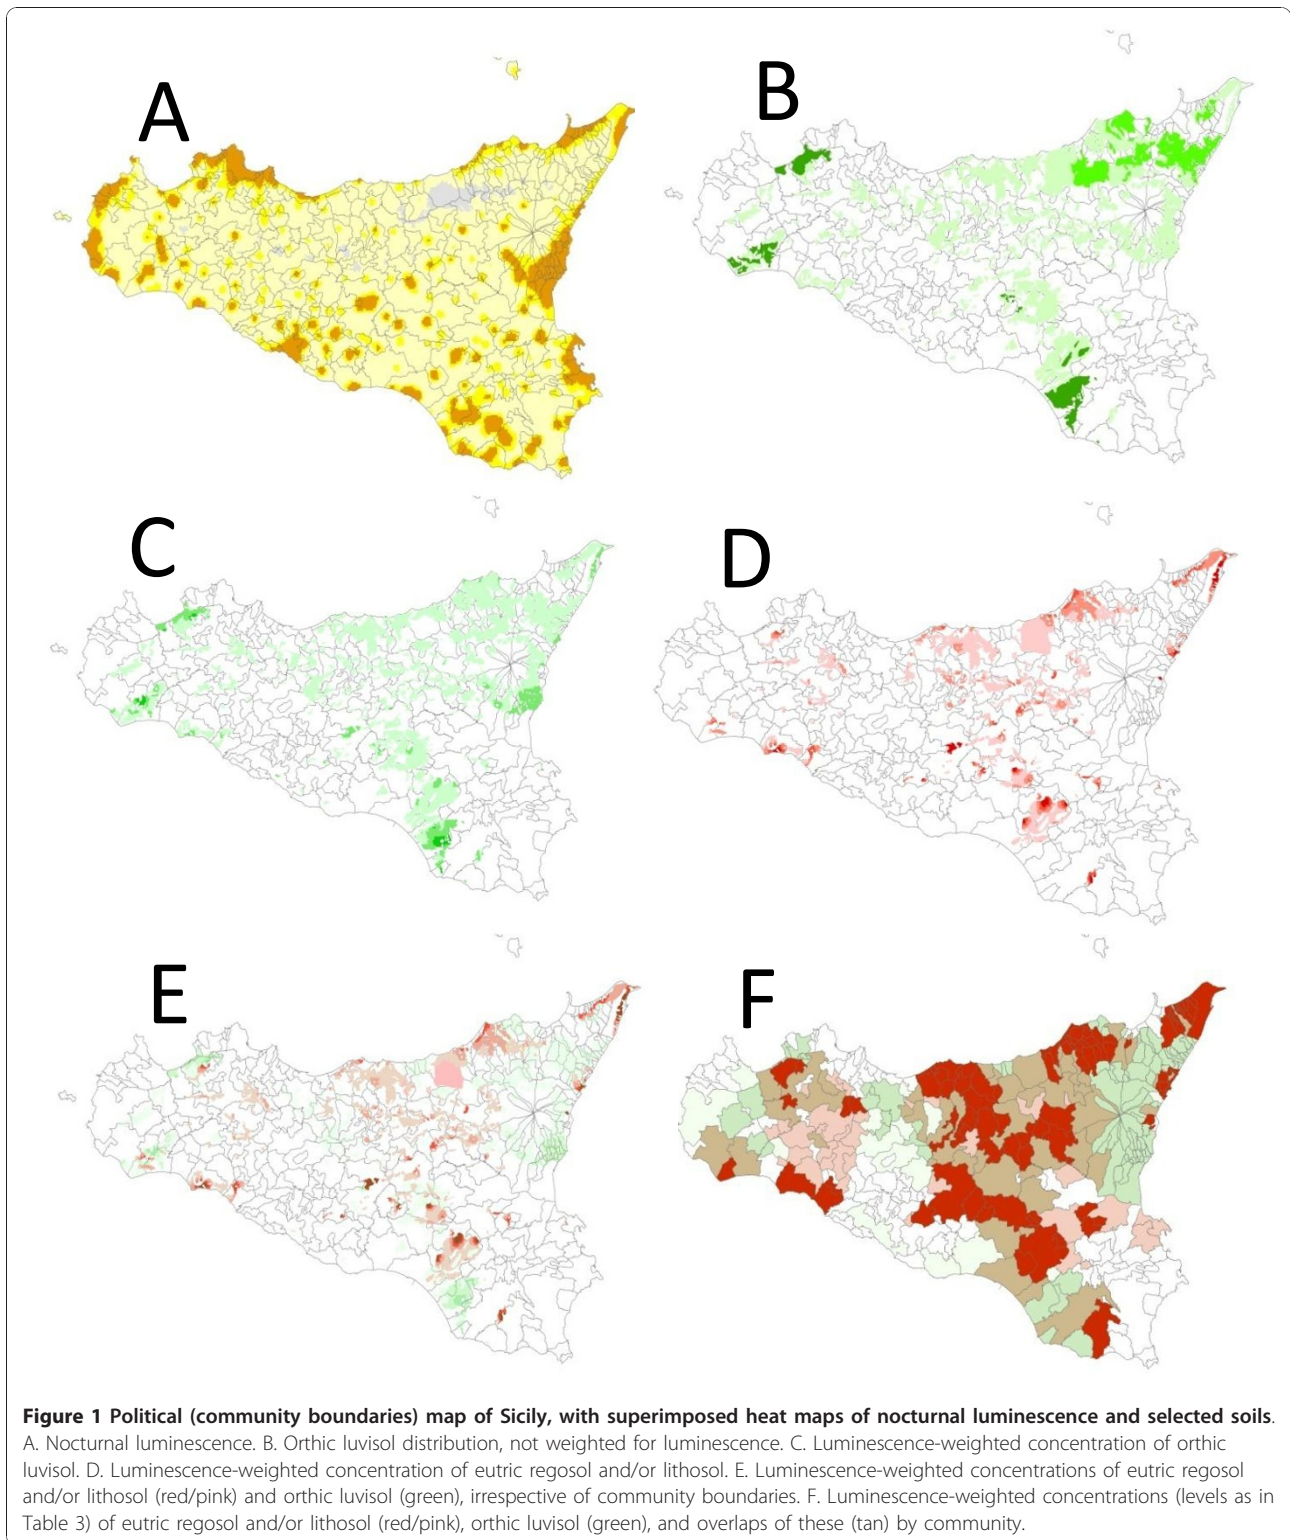 A
B
C
D
E
F
Figure 1 Political (community boundaries) map of Sicily, with superimposed heat maps of nocturnal luminescence and selected soils.
A. Nocturnal luminescence. B. Orthic luvisol distribution, not weighted for luminescence. C. Luminescence-weighted concentration of orthic
luvisol. D. Luminescence-weighted concentration of eutric regosol and/or lithosol. E. Luminescence-weighted concentrations of eutric regosol
and/or lithosol (red/pink) and orthic luvisol (green), irrespective of community boundaries. F. Luminescence-weighted concentrations (levels as in
Table 3) of eutric regosol and/or lithosol (red/pink), orthic luvisol (green), and overlaps of these (tan) by community.